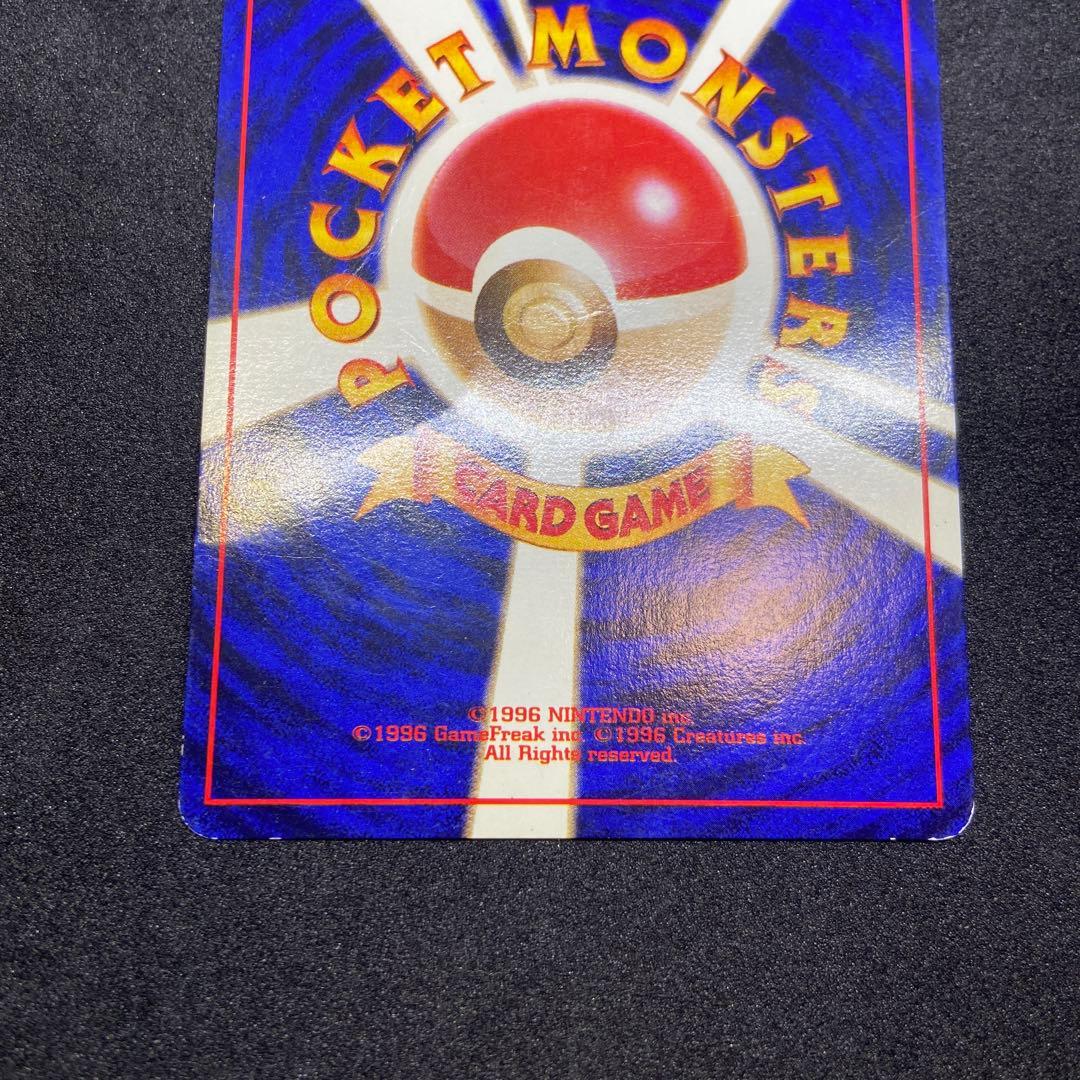 POCKET MONSTERS
CARD GAME
©1996 NINTENDO inc.
©1996 GameFreak inc. ©1996 Creatures inc.
All Rights reserved.